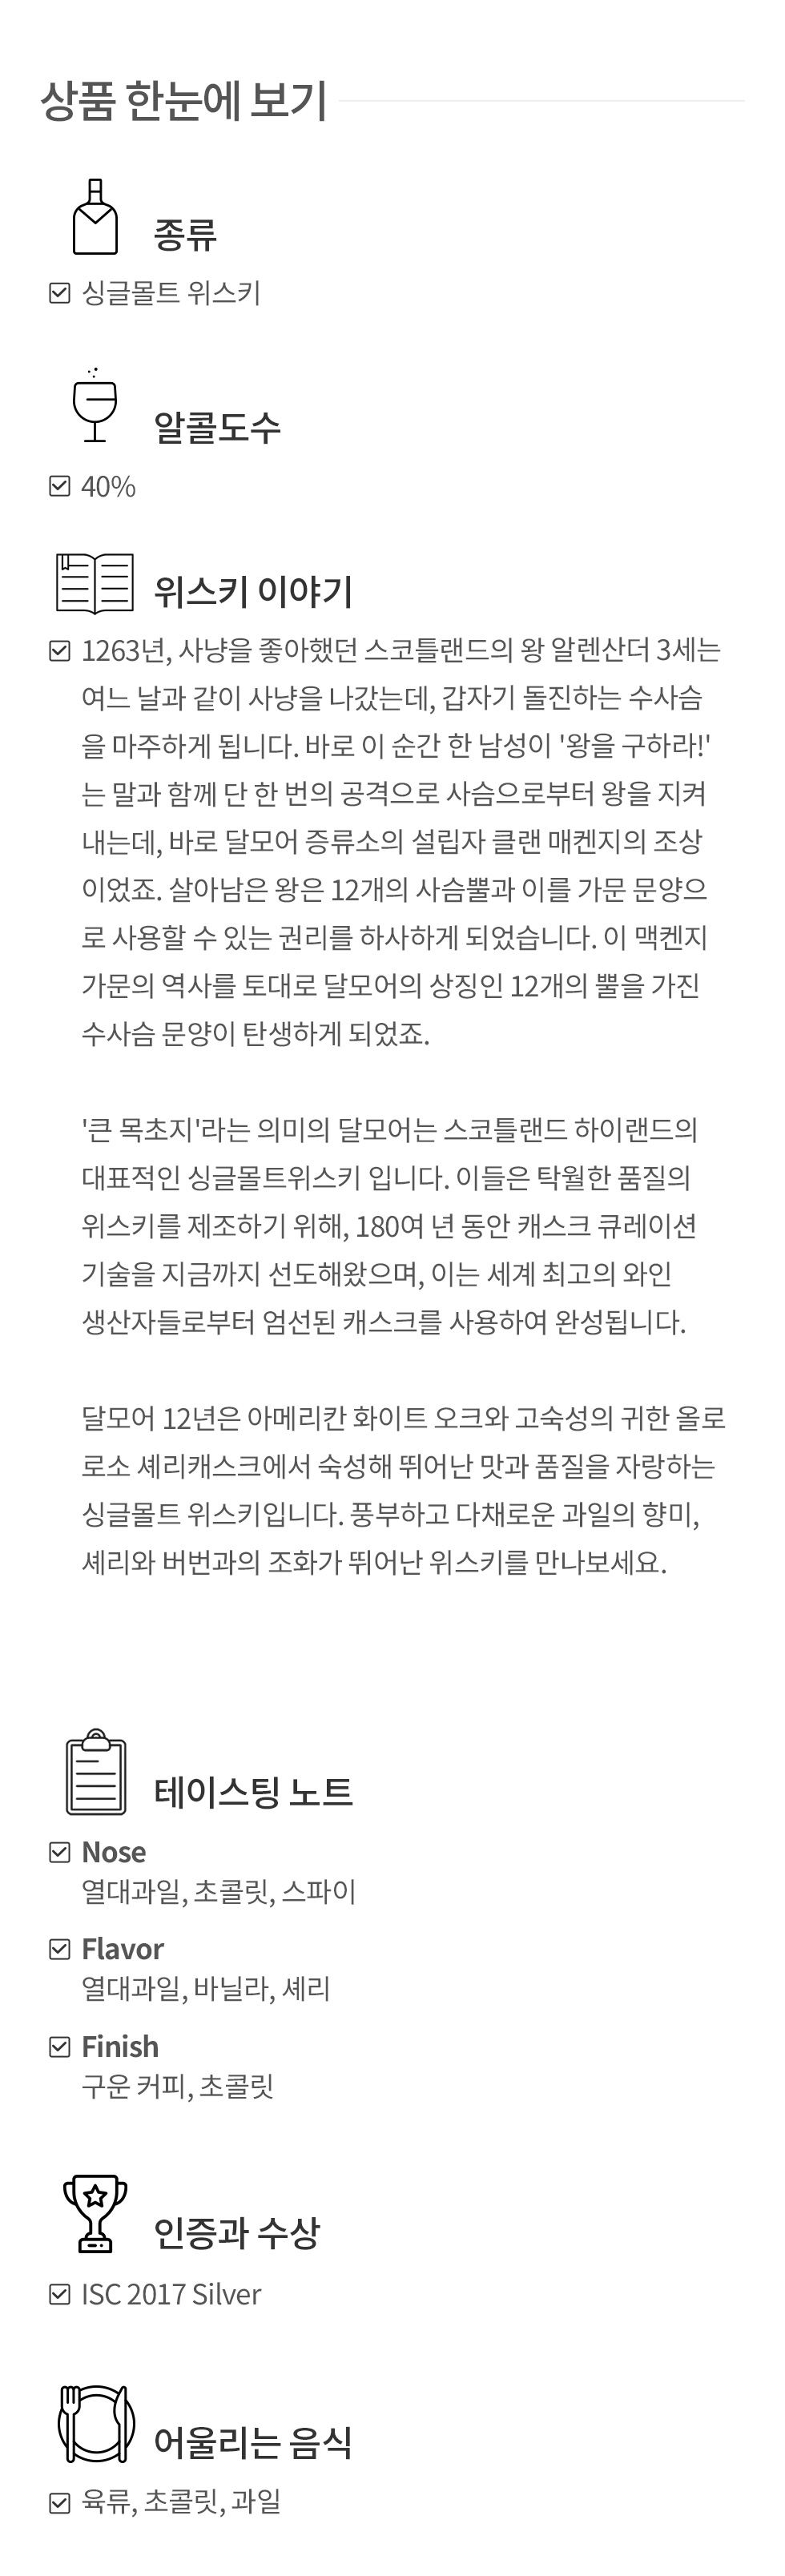 상품 한눈에 보기
종류
싱글몰트 위스키
알콜도수
40%
위스키 이야기
1263년, 사냥을 좋아했던 스코틀랜드의 왕 알렌산더 3세는
여느 날과 같이 사냥을 나갔는데, 갑자기 돌진하는 수사슴
을 마주하게 됩니다. 바로 이 순간 한 남성이 '왕을 구하라!'
는 말과 함께 단 한 번의 공격으로 사슴으로부터 왕을 지켜
내는데, 바로 달모어 증류소의 설립자 클랜 매켄지의 조상
이었죠. 살아남은 왕은 12개의 사슴뿔과 이를 가문 문양으
로 사용할 수 있는 권리를 하사하게 되었습니다. 이 맥켄지
가문의 역사를 토대로 달모어의 상징인 12개의 뿔을 가진
수사슴 문양이 탄생하게 되었죠.
'큰 목초지'라는 의미의 달모어는 스코틀랜드 하이랜드의
대표적인 싱글몰트위스키 입니다. 이들은 탁월한 품질의
위스키를 제조하기 위해, 180여 년 동안 캐스크 큐레이션
기술을 지금까지 선도해왔으며, 이는 세계 최고의 와인
생산자들로부터 엄선된 캐스크를 사용하여 완성됩니다.
달모어 12년은 아메리칸 화이트 오크와 고숙성의 귀한 올로
로소 셰리캐스크에서 숙성해 뛰어난 맛과 품질을 자랑하는
싱글몰트 위스키입니다. 풍부하고 다채로운 과일의 향미,
셰리와 버번과의 조화가 뛰어난 위스키를 만나보세요.
테이스팅 노트
Nose
열대과일, 초콜릿, 스파이
Flavor
열대과일, 바닐라, 셰리
Finish
구운 커피, 초콜릿
인증과 수상
ISC 2017 Silver
어울리는 음식
육류, 초콜릿, 과일